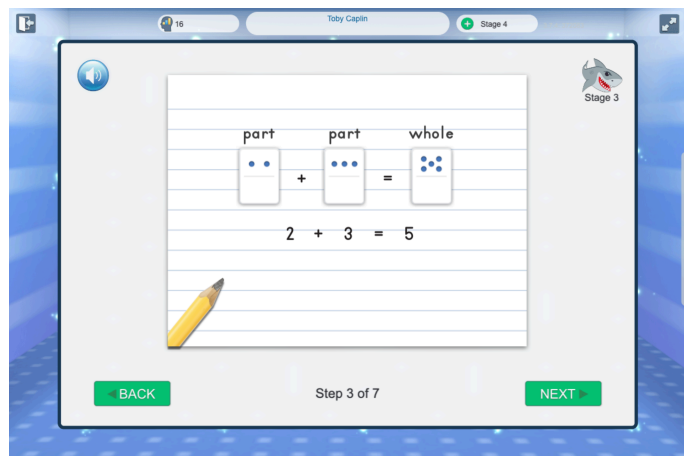 16
Toby Caplin
Stage 4
Stage 3
part part whole
+ =
2 + 3 = 5
BACK
Step 3 of 7
NEXT